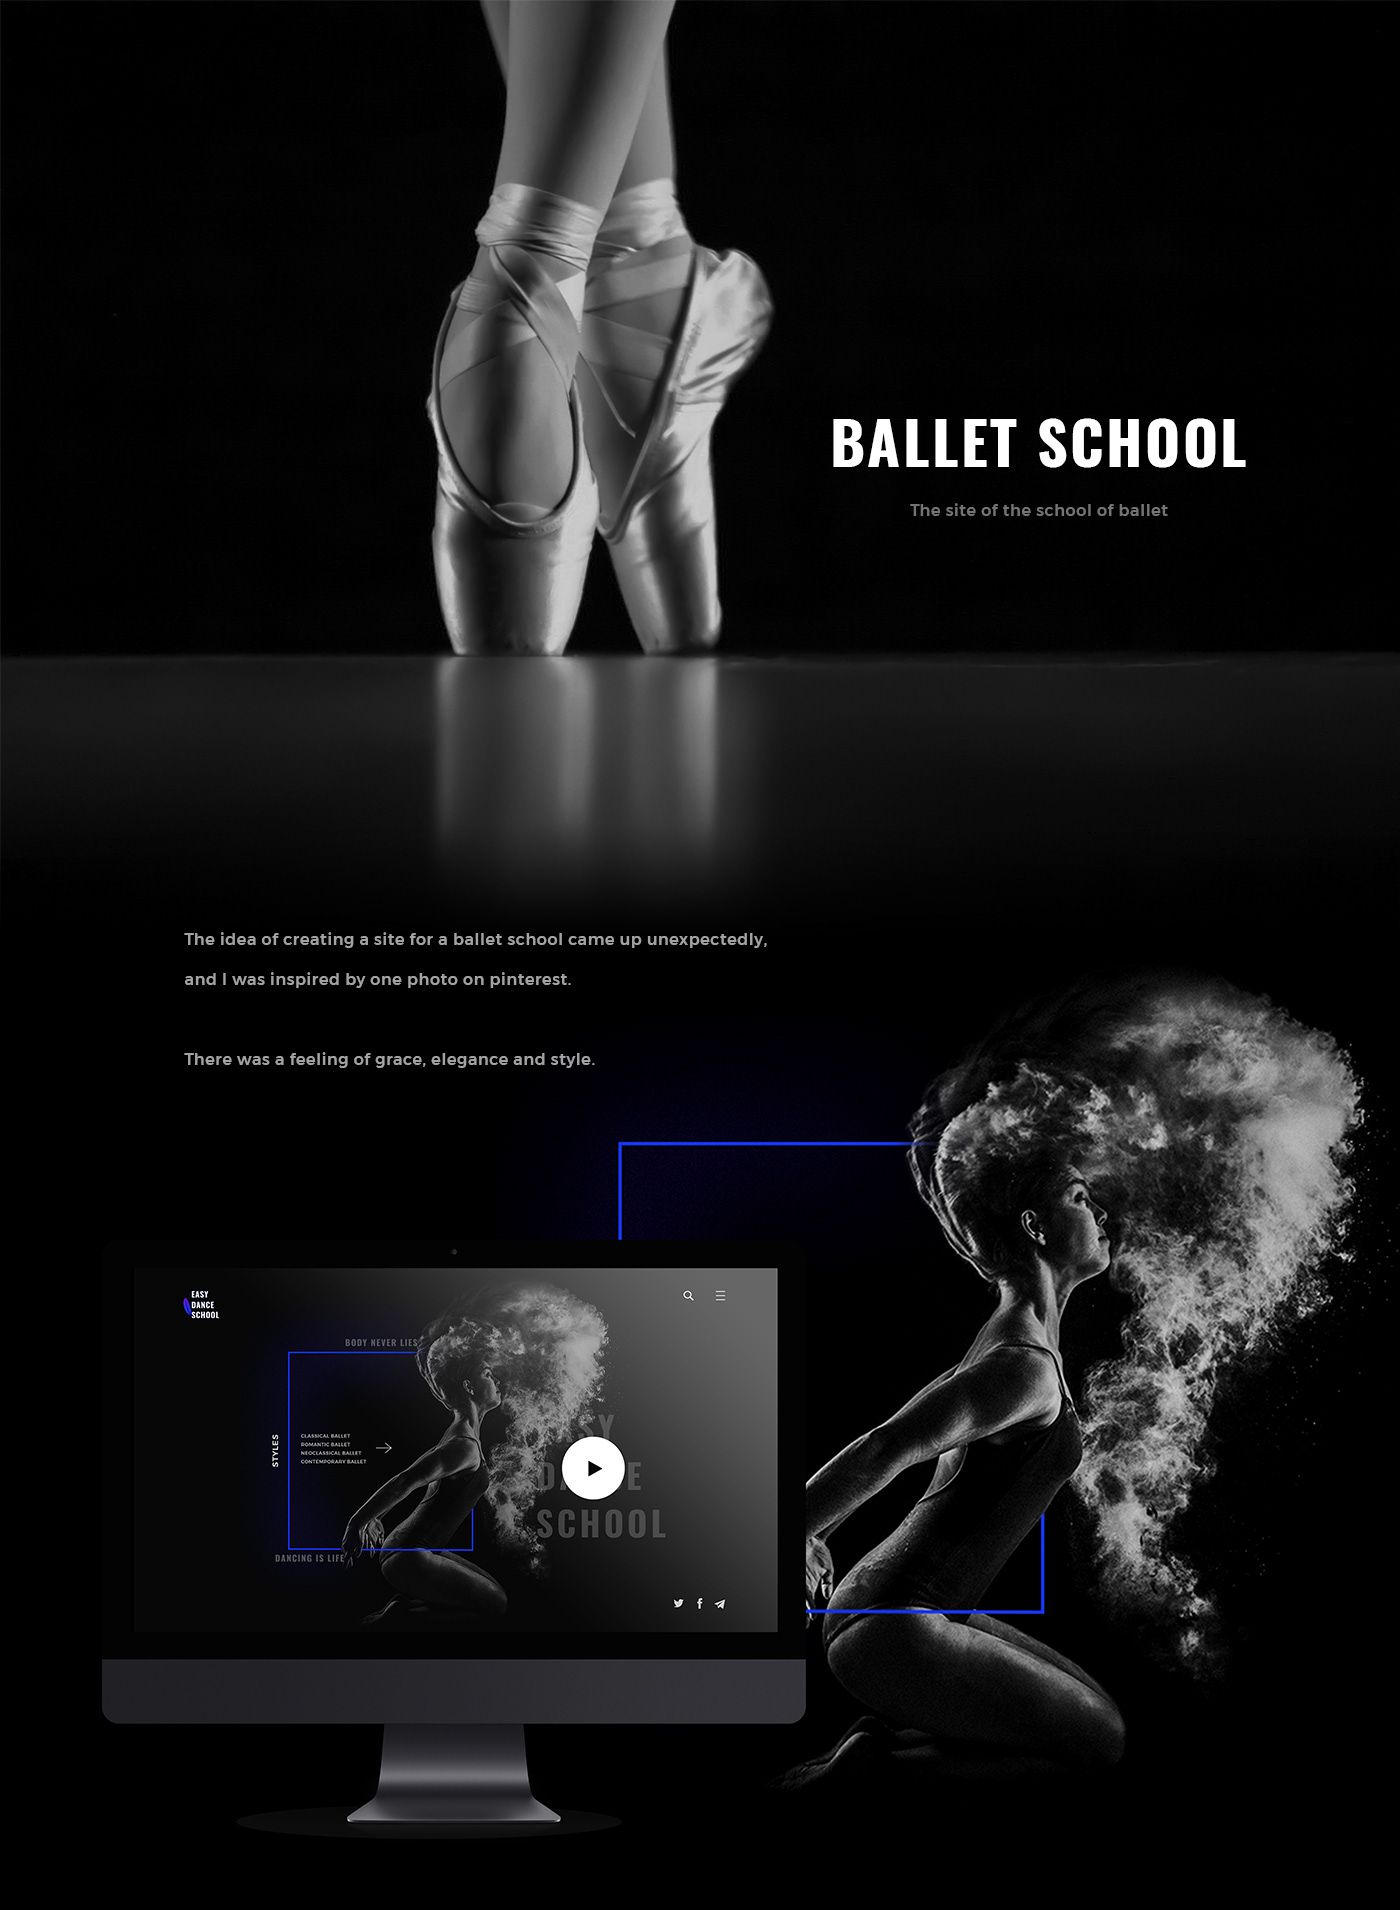 BALLET SCHOOL
The site of the school of ballet
The idea of creating a site for a ballet school came up unexpectedly,
and I was inspired by one photo on pinterest.
There was a feeling of grace, elegance and style.
EASY
DANCE
SCHOOL
BODY NEVER LIES
STYLES
CLASSICAL BALLET
ROMANTIC BALLET
NEOCLASSICAL BALLET
CONTEMPORARY BALLET
SCHOOL
DANCING IS LIFE